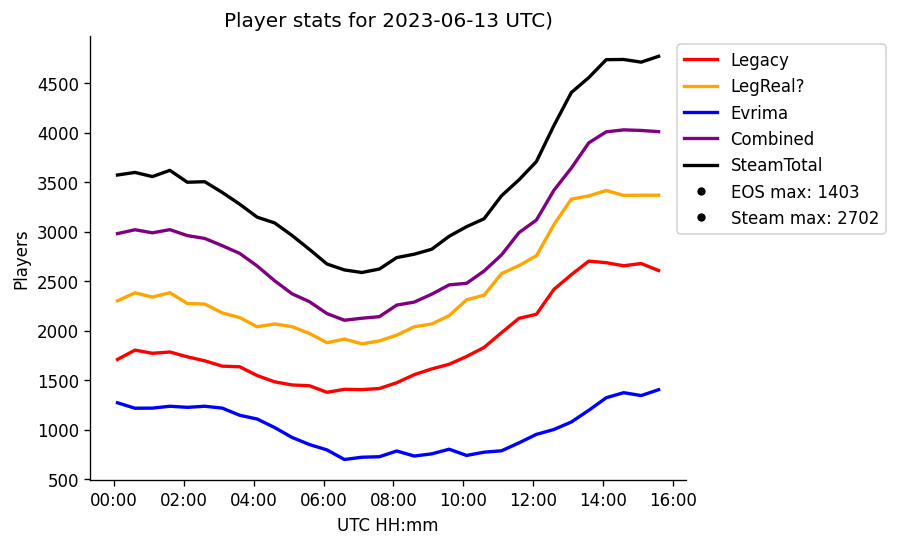 Player stats for 2023-06-13 UTC)
Legacy
LegReal?
Evrima
Combined
SteamTotal
EOS max: 1403
Steam max: 2702
Players
4500
4000
3500
3000
2500
2000
1500
1000
500
00:00 02:00 04:00 06:00 08:00 10:00 12:00 14:00 16:00
UTC HH:mm